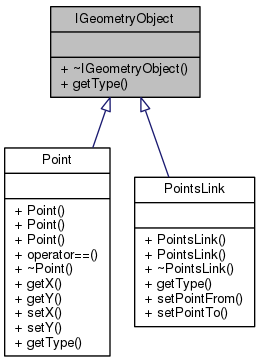 IGeometryObject
+ ~IGeometryObject()
+ getType()
Point
+ Point()
+ Point()
+ Point()
+ operator==()
+ ~Point()
+ getX()
+ getY()
+ setX()
+ setY()
+ getType()
PointsLink
+ PointsLink()
+ PointsLink()
+ ~PointsLink()
+ getType()
+ setPointFrom()
+ setPointTo()